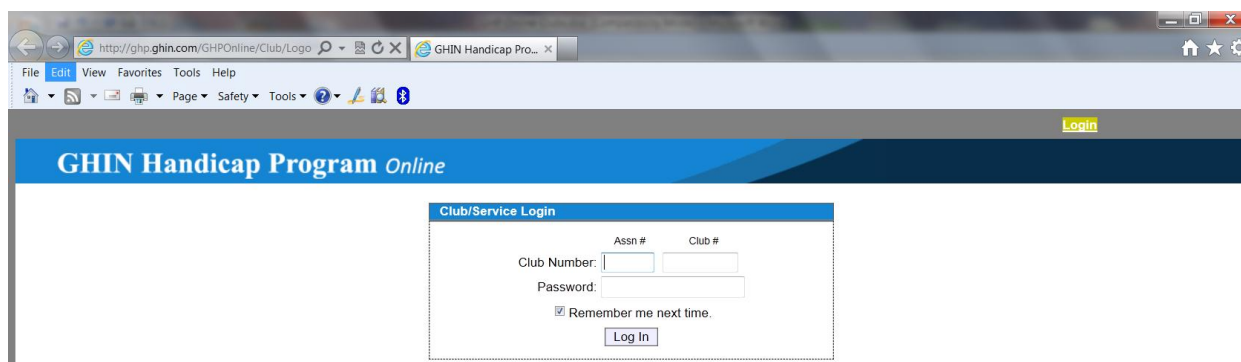 http://ghp.ghin.com/GHPOnline/Club/Logo
GHIN Handicap Pro...
File Edit View Favorites Tools Help
Page Safety Tools
Login
GHIN Handicap Program Online
Club/Service Login
Assn # Club #
Club Number:
Password:
Remember me next time.
Log In